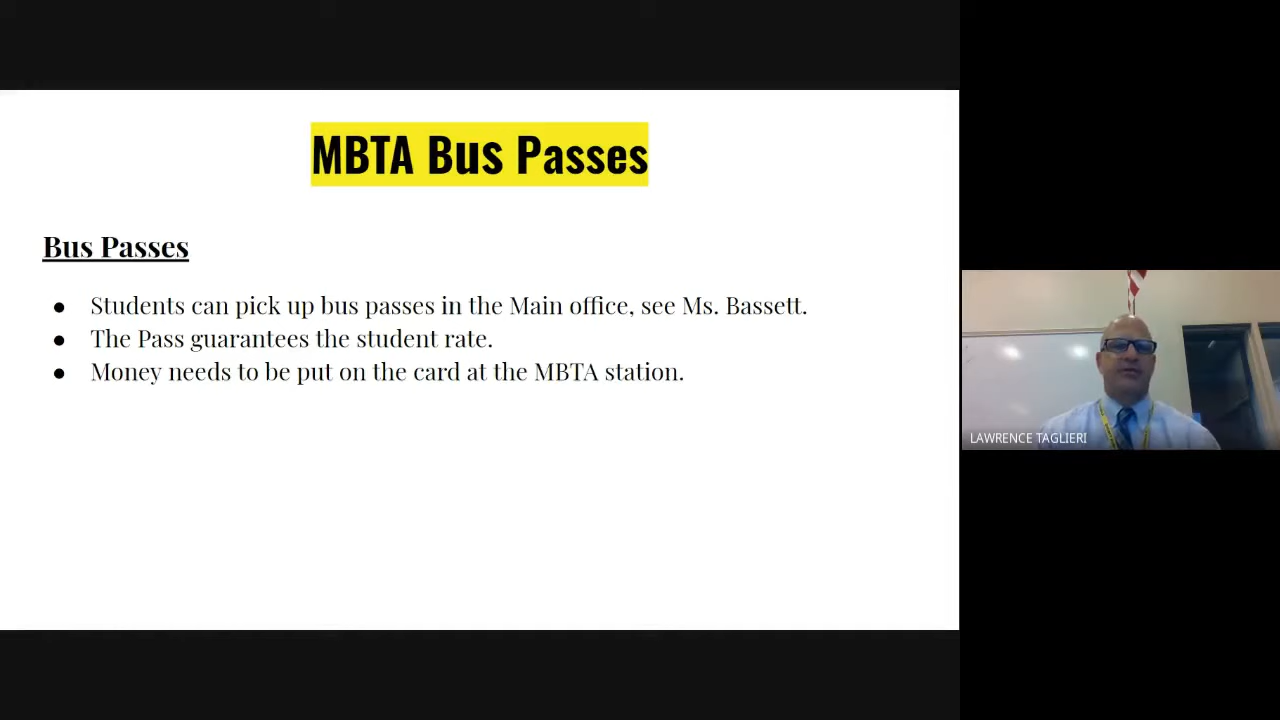 MBTA Bus Passes
Bus Passes
● Students can pick up bus passes in the Main office, see Ms. Bassett.
● The Pass guarantees the student rate.
● Money needs to be put on the card at the MBTA station.
LAWRENCE TAGLIERI